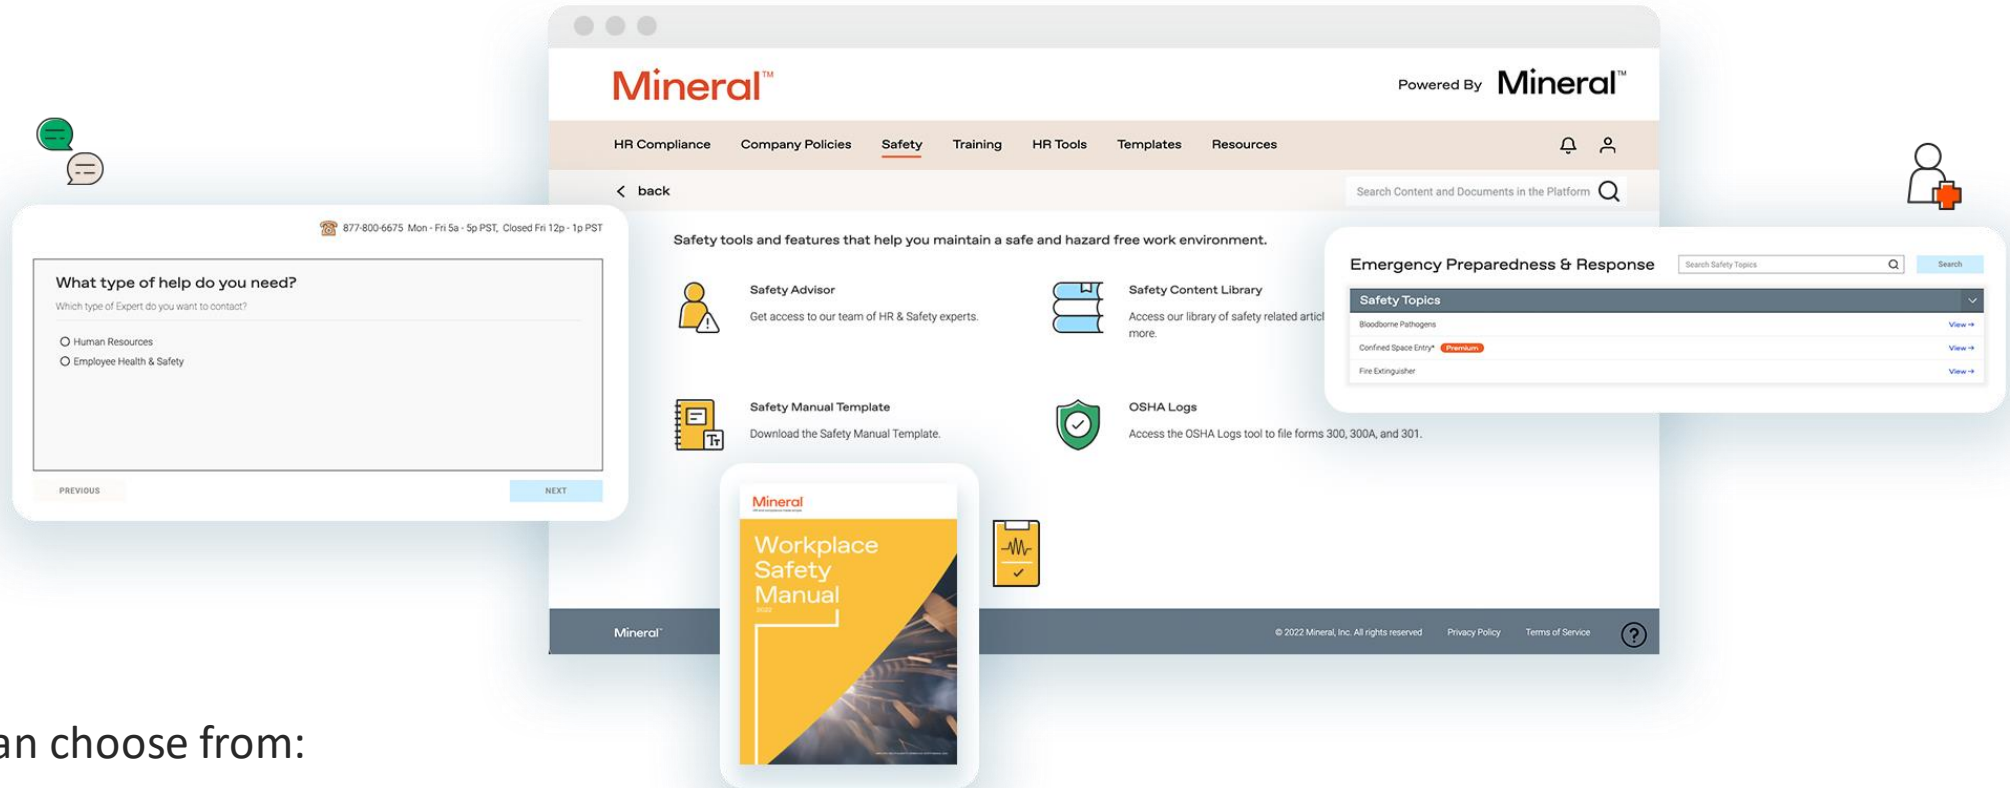 Mineral™
Powered By Mineral™
HR Compliance Company Policies Safety Training HR Tools Templates Resources
back
Search Content and Documents in the Platform
Safety tools and features that help you maintain a safe and hazard free work environment.
Safety Advisor
Get access to our team of HR & Safety experts.
Safety Content Library
Access our library of safety related artic
more.
Safety Manual Template
Download the Safety Manual Template.
Tт
OSHA Logs
Access the OSHA Logs tool to file forms 300, 300A, and 301.
877-800-6675 Mon - Fri 5a - 5p PST, Closed Fri 12p - 1p PST
What type of help do you need?
Which type of Expert do you want to contact?
Human Resources
Employee Health & Safety
PREVIOUS
NEXT
Emergency Preparedness & Response
Search Safety Topics
Search
Safety Topics
Bloodborne Pathogens View →
Confined Space Entry* Premium View →
Fire Extinguisher View →
Mineral
Workplace
Safety
Manual
2022
Mineral™
© 2022 Mineral, Inc. All rights reserved Privacy Policy Terms of Service ?
an choose from: